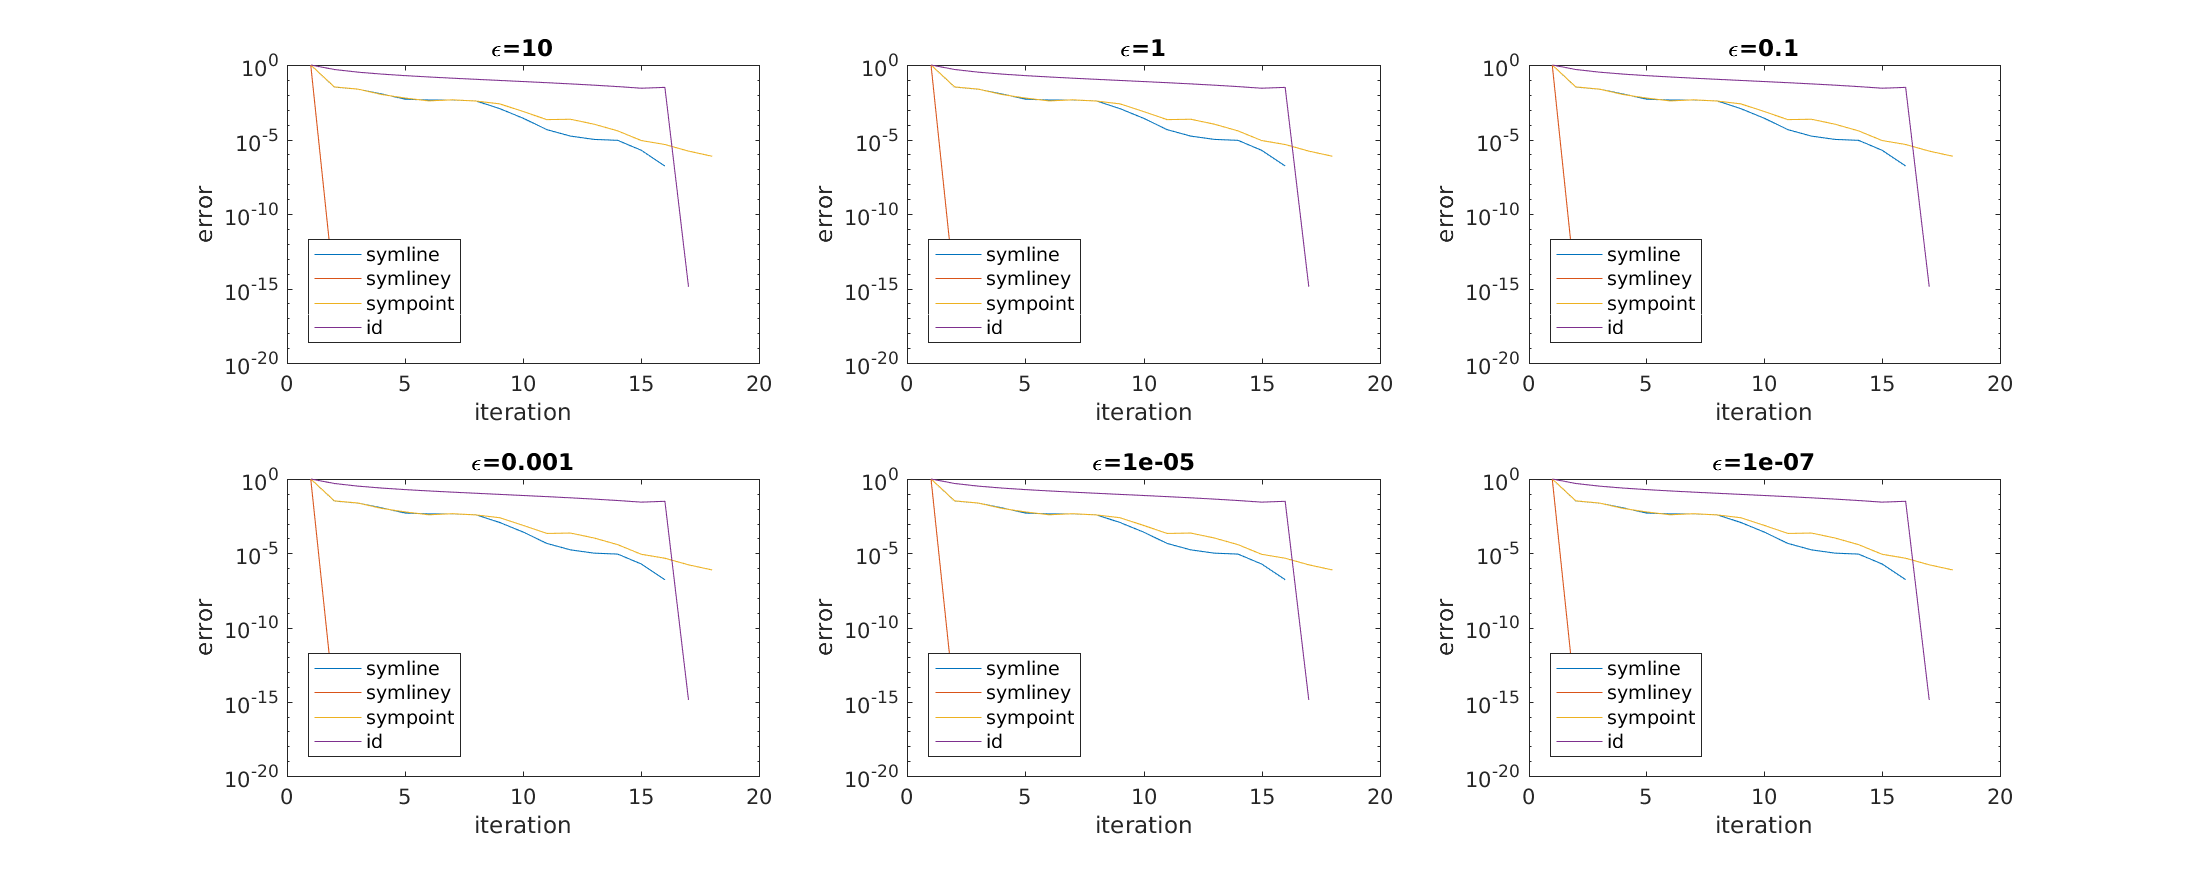 ϵ=10
10^0
10^-5
10^-10
10^-15
10^-20
error
symline
symliney
sympoint
id
0 5 10 15 20
iteration
ϵ=1
10^0
10^-5
10^-10
10^-15
10^-20
error
symline
symliney
sympoint
id
0 5 10 15 20
iteration
ϵ=0.1
10^0
10^-5
10^-10
10^-15
10^-20
error
symline
symliney
sympoint
id
0 5 10 15 20
iteration
ϵ=0.001
10^0
10^-5
10^-10
10^-15
10^-20
error
symline
symliney
sympoint
id
0 5 10 15 20
iteration
ϵ=1e-05
10^0
10^-5
10^-10
10^-15
10^-20
error
symline
symliney
sympoint
id
0 5 10 15 20
iteration
ϵ=1e-07
10^0
10^-5
10^-10
10^-15
10^-20
error
symline
symliney
sympoint
id
0 5 10 15 20
iteration